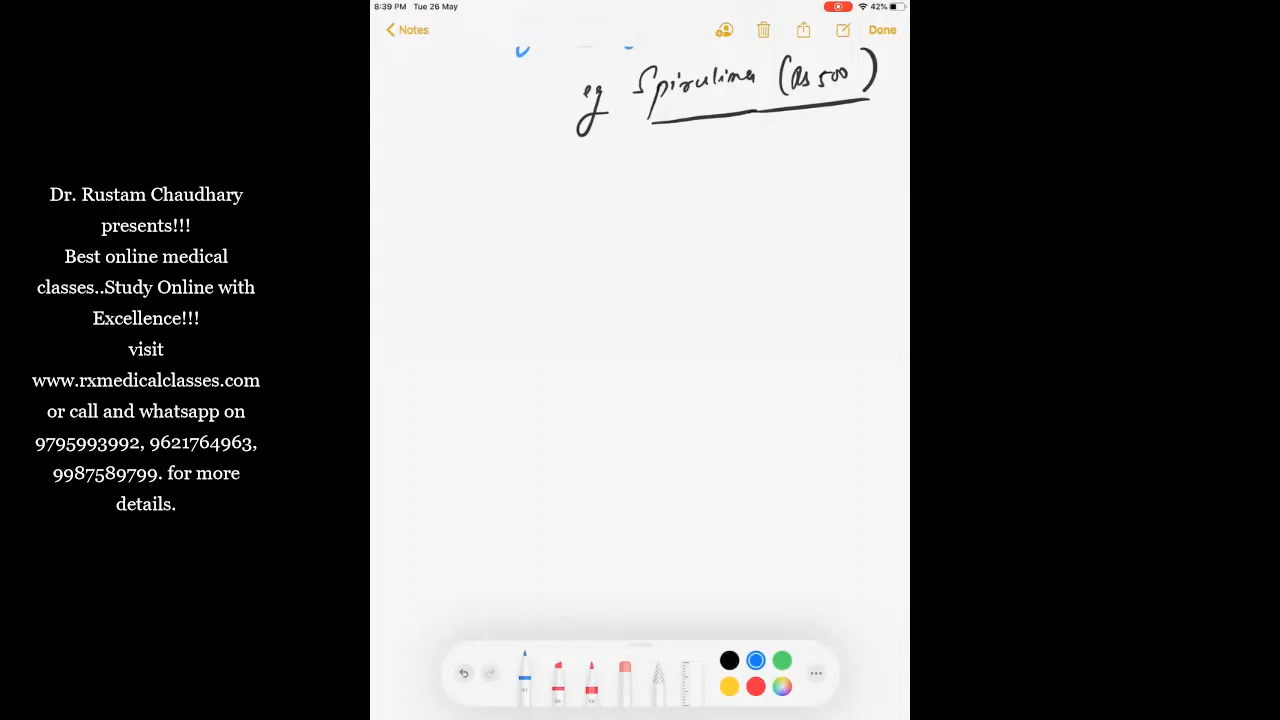 8:39 PM Tue 26 May
42%
Notes
Done
eg Spirulina (Rs 500)
Dr. Rustam Chaudhary
presents!!!
Best online medical
classes..Study Online with
Excellence!!!
visit
www.rxmedicalclasses.com
or call and whatsapp on
9795993992, 9621764963,
9987589799. for more
details.